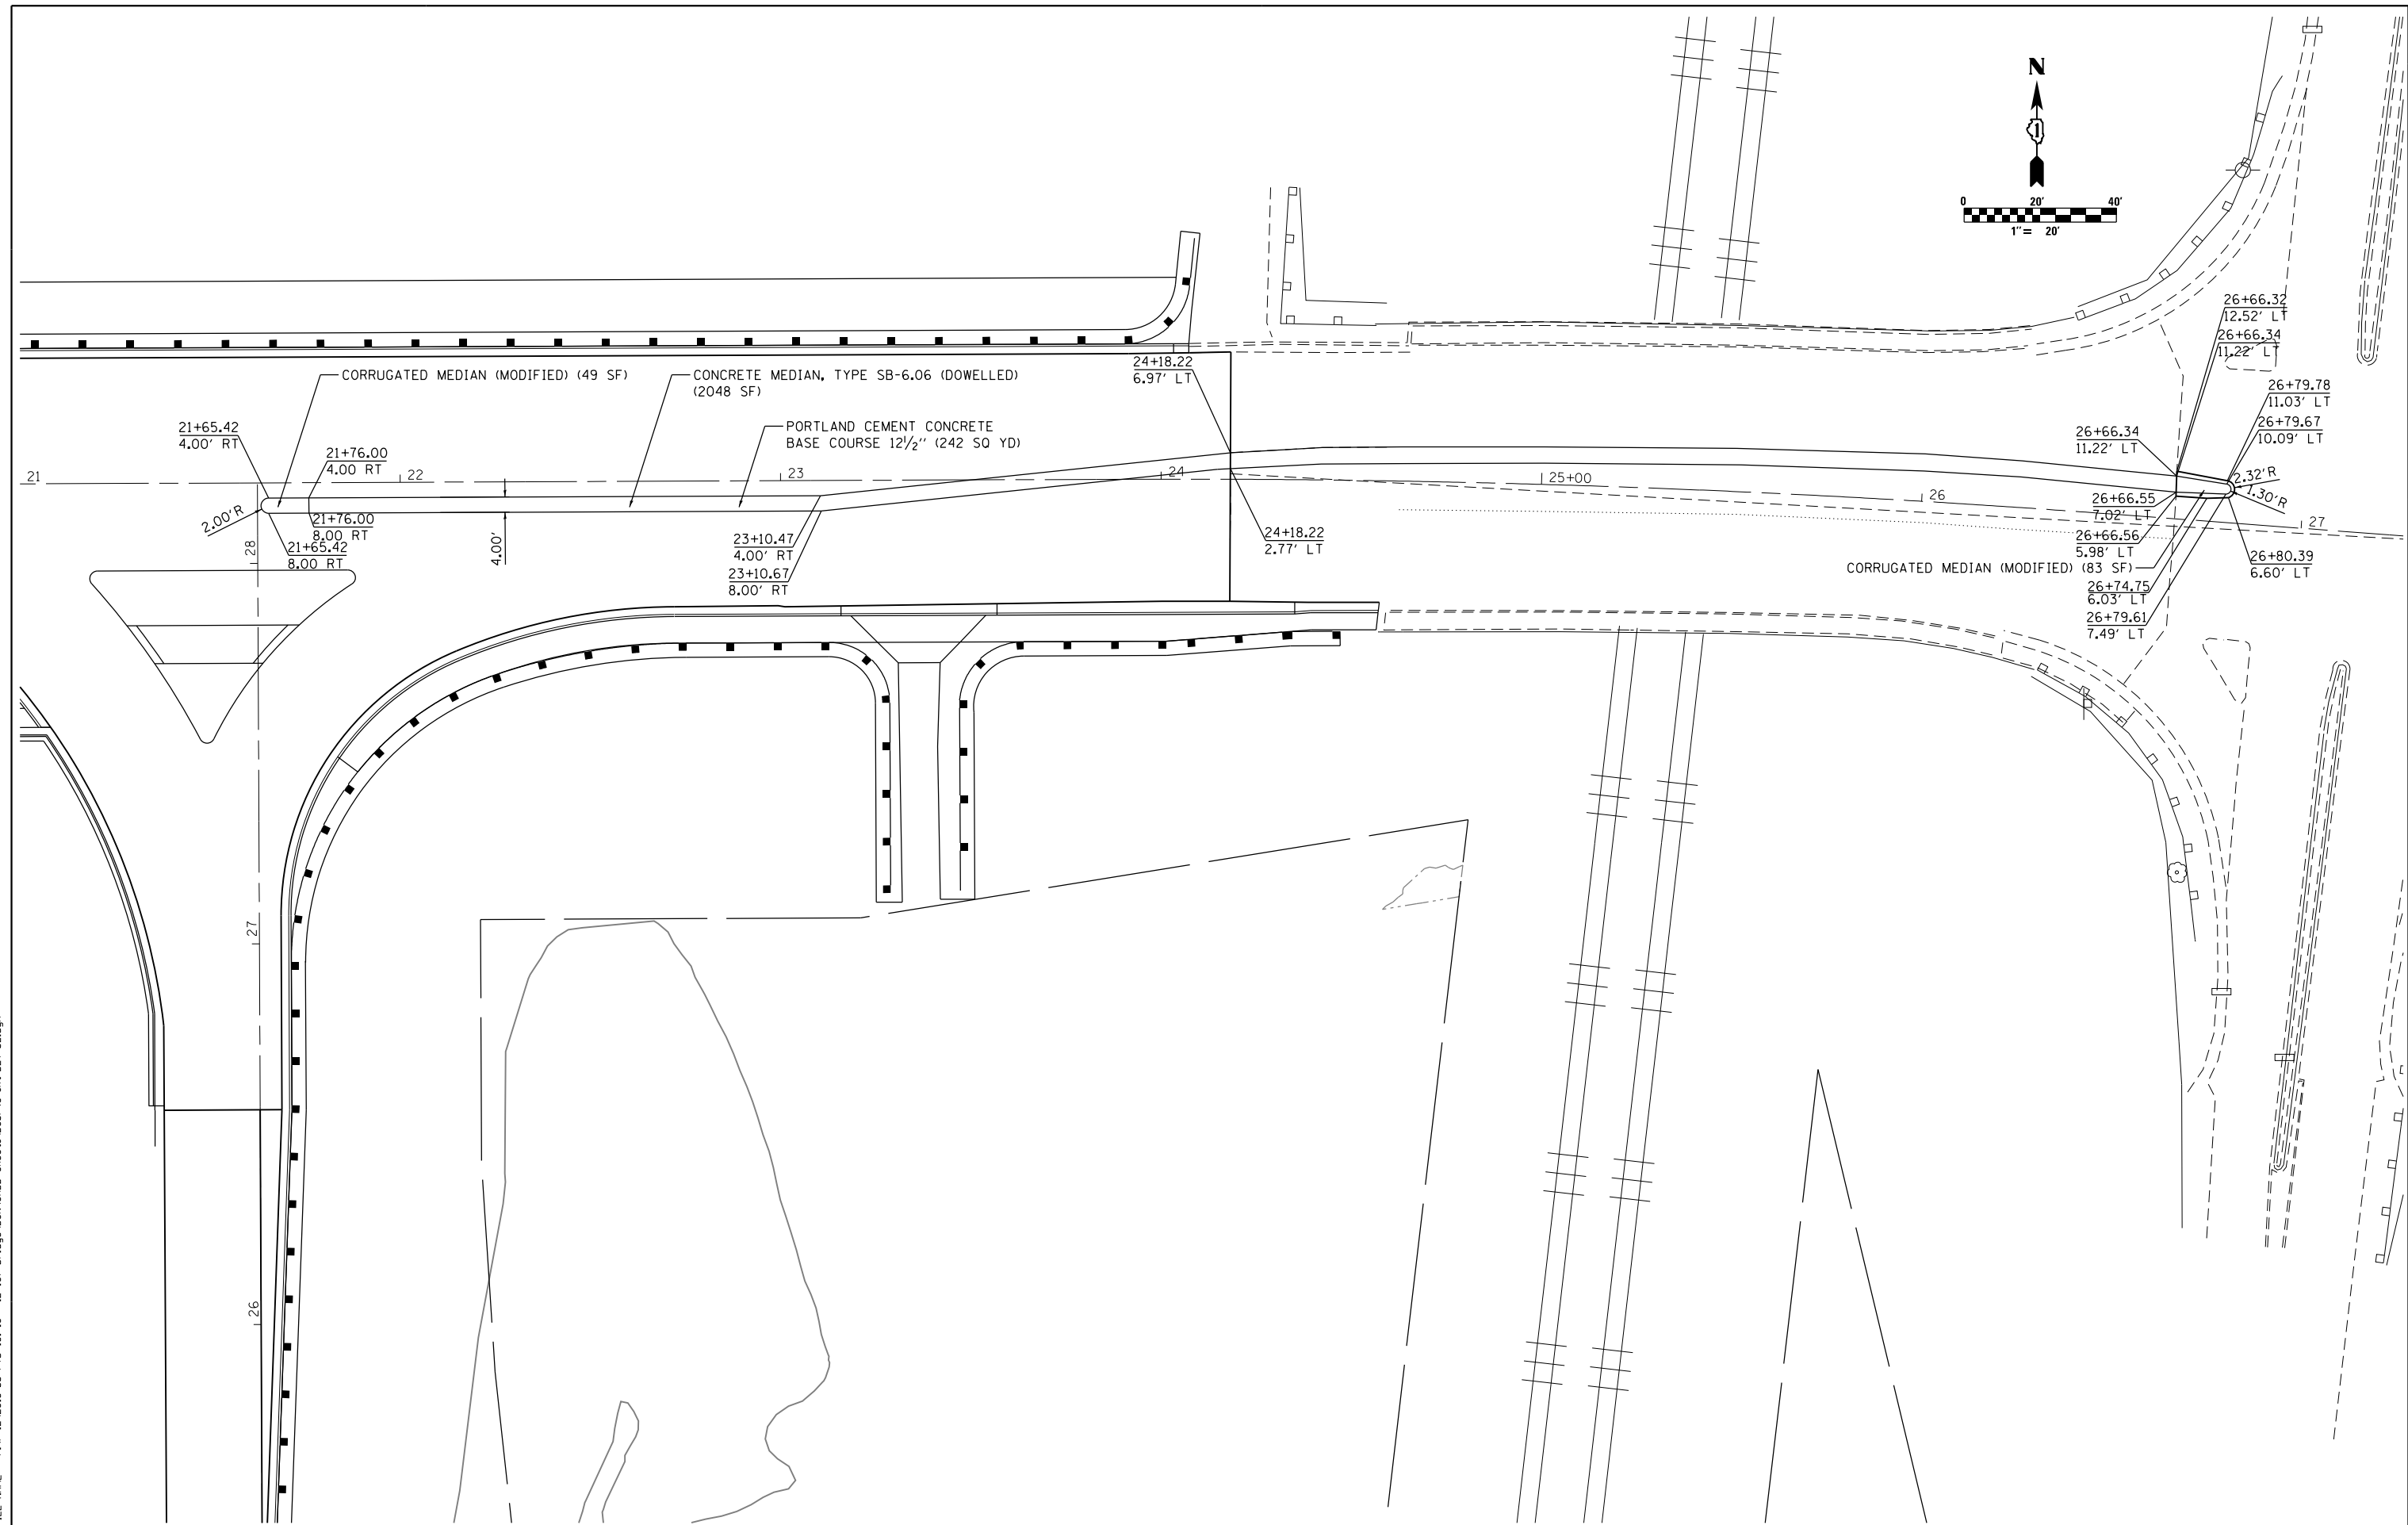 N
1
0 20' 40'
1"= 20'
26+66.32
12.52' LT
26+66.34
11.22' LT
26+79.78
11.03' LT
26+79.67
10.09' LT
26+66.34
11.22' LT
2.32'R
1.30'R
26+66.55
7.02' LT
26+66.56
5.98' LT
CORRUGATED MEDIAN (MODIFIED) (83 SF)
26+74.75
6.03' LT
26+79.61
7.49' LT
26+80.39
6.60' LT
24+18.22
6.97' LT
24+18.22
2.77' LT
CORRUGATED MEDIAN (MODIFIED) (49 SF)
CONCRETE MEDIAN, TYPE SB-6.06 (DOWELLED)
(2048 SF)
PORTLAND CEMENT CONCRETE
BASE COURSE 12½" (242 SQ YD)
21+65.42
4.00' RT
21+76.00
4.00 RT
21 22 23 24 25+00 26 27
2.00'R
21+76.00
8.00 RT
21+65.42
8.00 RT
4.00'
23+10.47
4.00' RT
23+10.67
8.00' RT
28
27
26